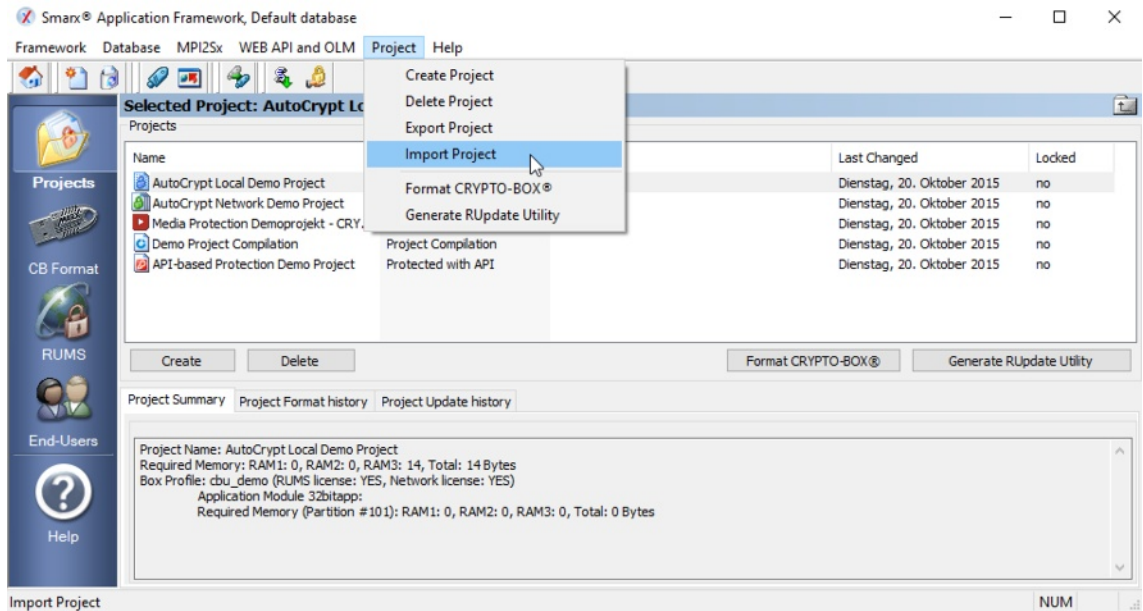 Smarx® Application Framework, Default database
Framework Database MPI2Sx WEB API and OLM Project Help
Create Project
Delete Project
Export Project
Import Project
Format CRYPTO-BOX®
Generate RUpdate Utility
Selected Project: AutoCrypt Lo
Projects
Name Last Changed Locked
AutoCrypt Local Demo Project Dienstag, 20. Oktober 2015 no
AutoCrypt Network Demo Project Dienstag, 20. Oktober 2015 no
Media Protection Demoprojekt - CRY. Dienstag, 20. Oktober 2015 no
Demo Project Compilation Project Compilation Dienstag, 20. Oktober 2015 no
API-based Protection Demo Project Protected with API Dienstag, 20. Oktober 2015 no
Create Delete Format CRYPTO-BOX® Generate RUpdate Utility
Projects
CB Format
RUMS
End-Users
Help
Project Summary Project Format history Project Update history
Project Name: AutoCrypt Local Demo Project
Required Memory: RAM1: 0, RAM2: 0, RAM3: 14, Total: 14 Bytes
Box Profile: cbu_demo (RUMS license: YES, Network license: YES)
Application Module 32bitapp:
Required Memory (Partition #101): RAM1: 0, RAM2: 0, RAM3: 0, Total: 0 Bytes
Import Project NUM